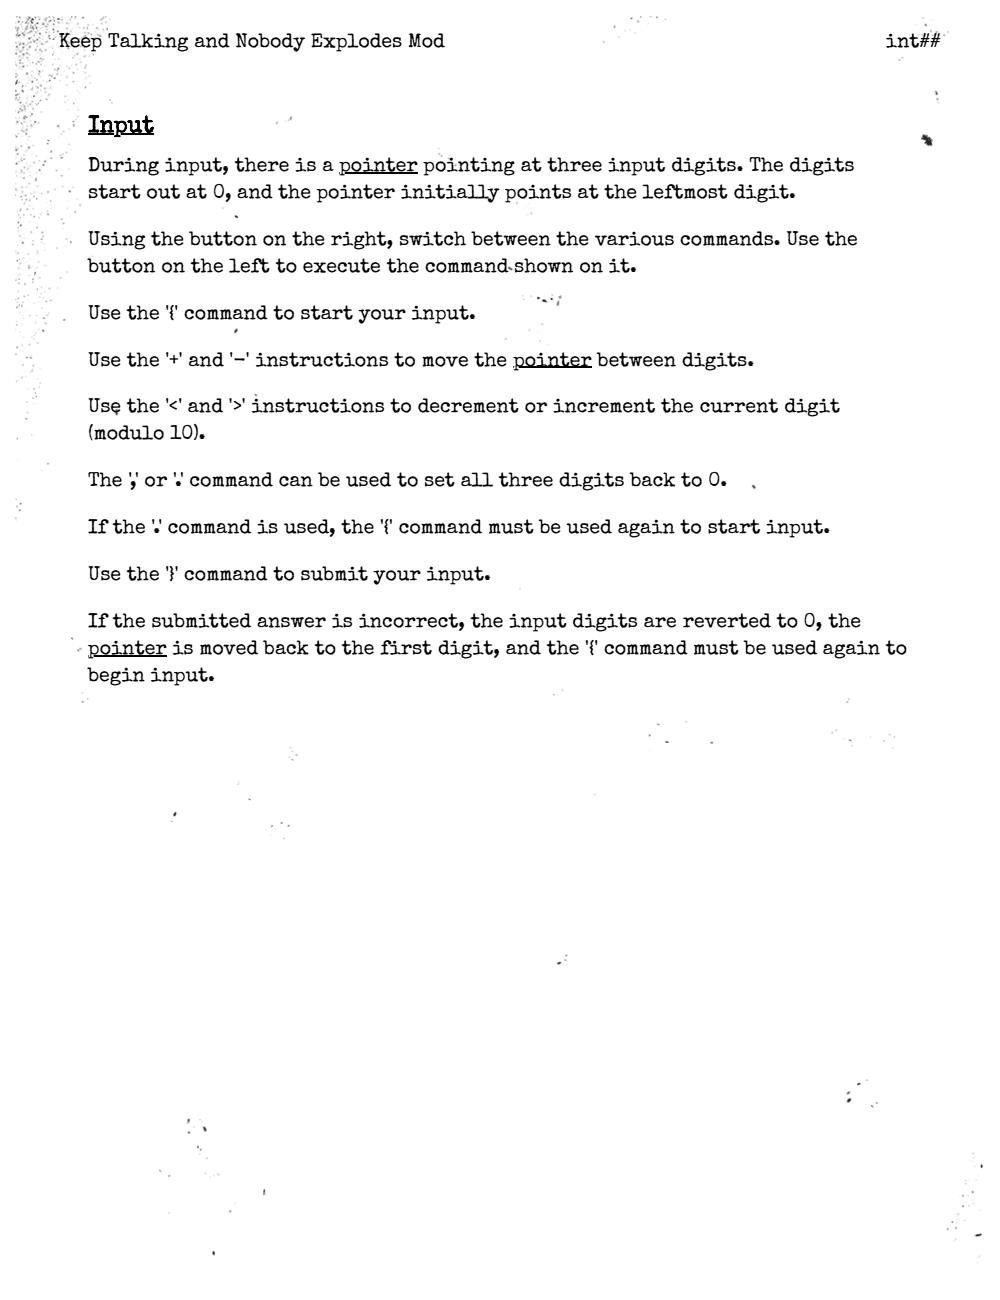 Keep Talking and Nobody Explodes Mod
int##
Input
During input, there is a pointer pointing at three input digits. The digits
start out at 0, and the pointer initially points at the leftmost digit.
Using the button on the right, switch between the various commands. Use the
button on the left to execute the command shown on it.
Use the '{' command to start your input.
Use the '+' and '-' instructions to move the pointer between digits.
Use the '<' and '>' instructions to decrement or increment the current digit
(modulo 10).
The ',' or '.' command can be used to set all three digits back to 0.
If the '.' command is used, the '{' command must be used again to start input.
Use the '}' command to submit your input.
If the submitted answer is incorrect, the input digits are reverted to 0, the
pointer is moved back to the first digit, and the '{' command must be used again to
begin input.